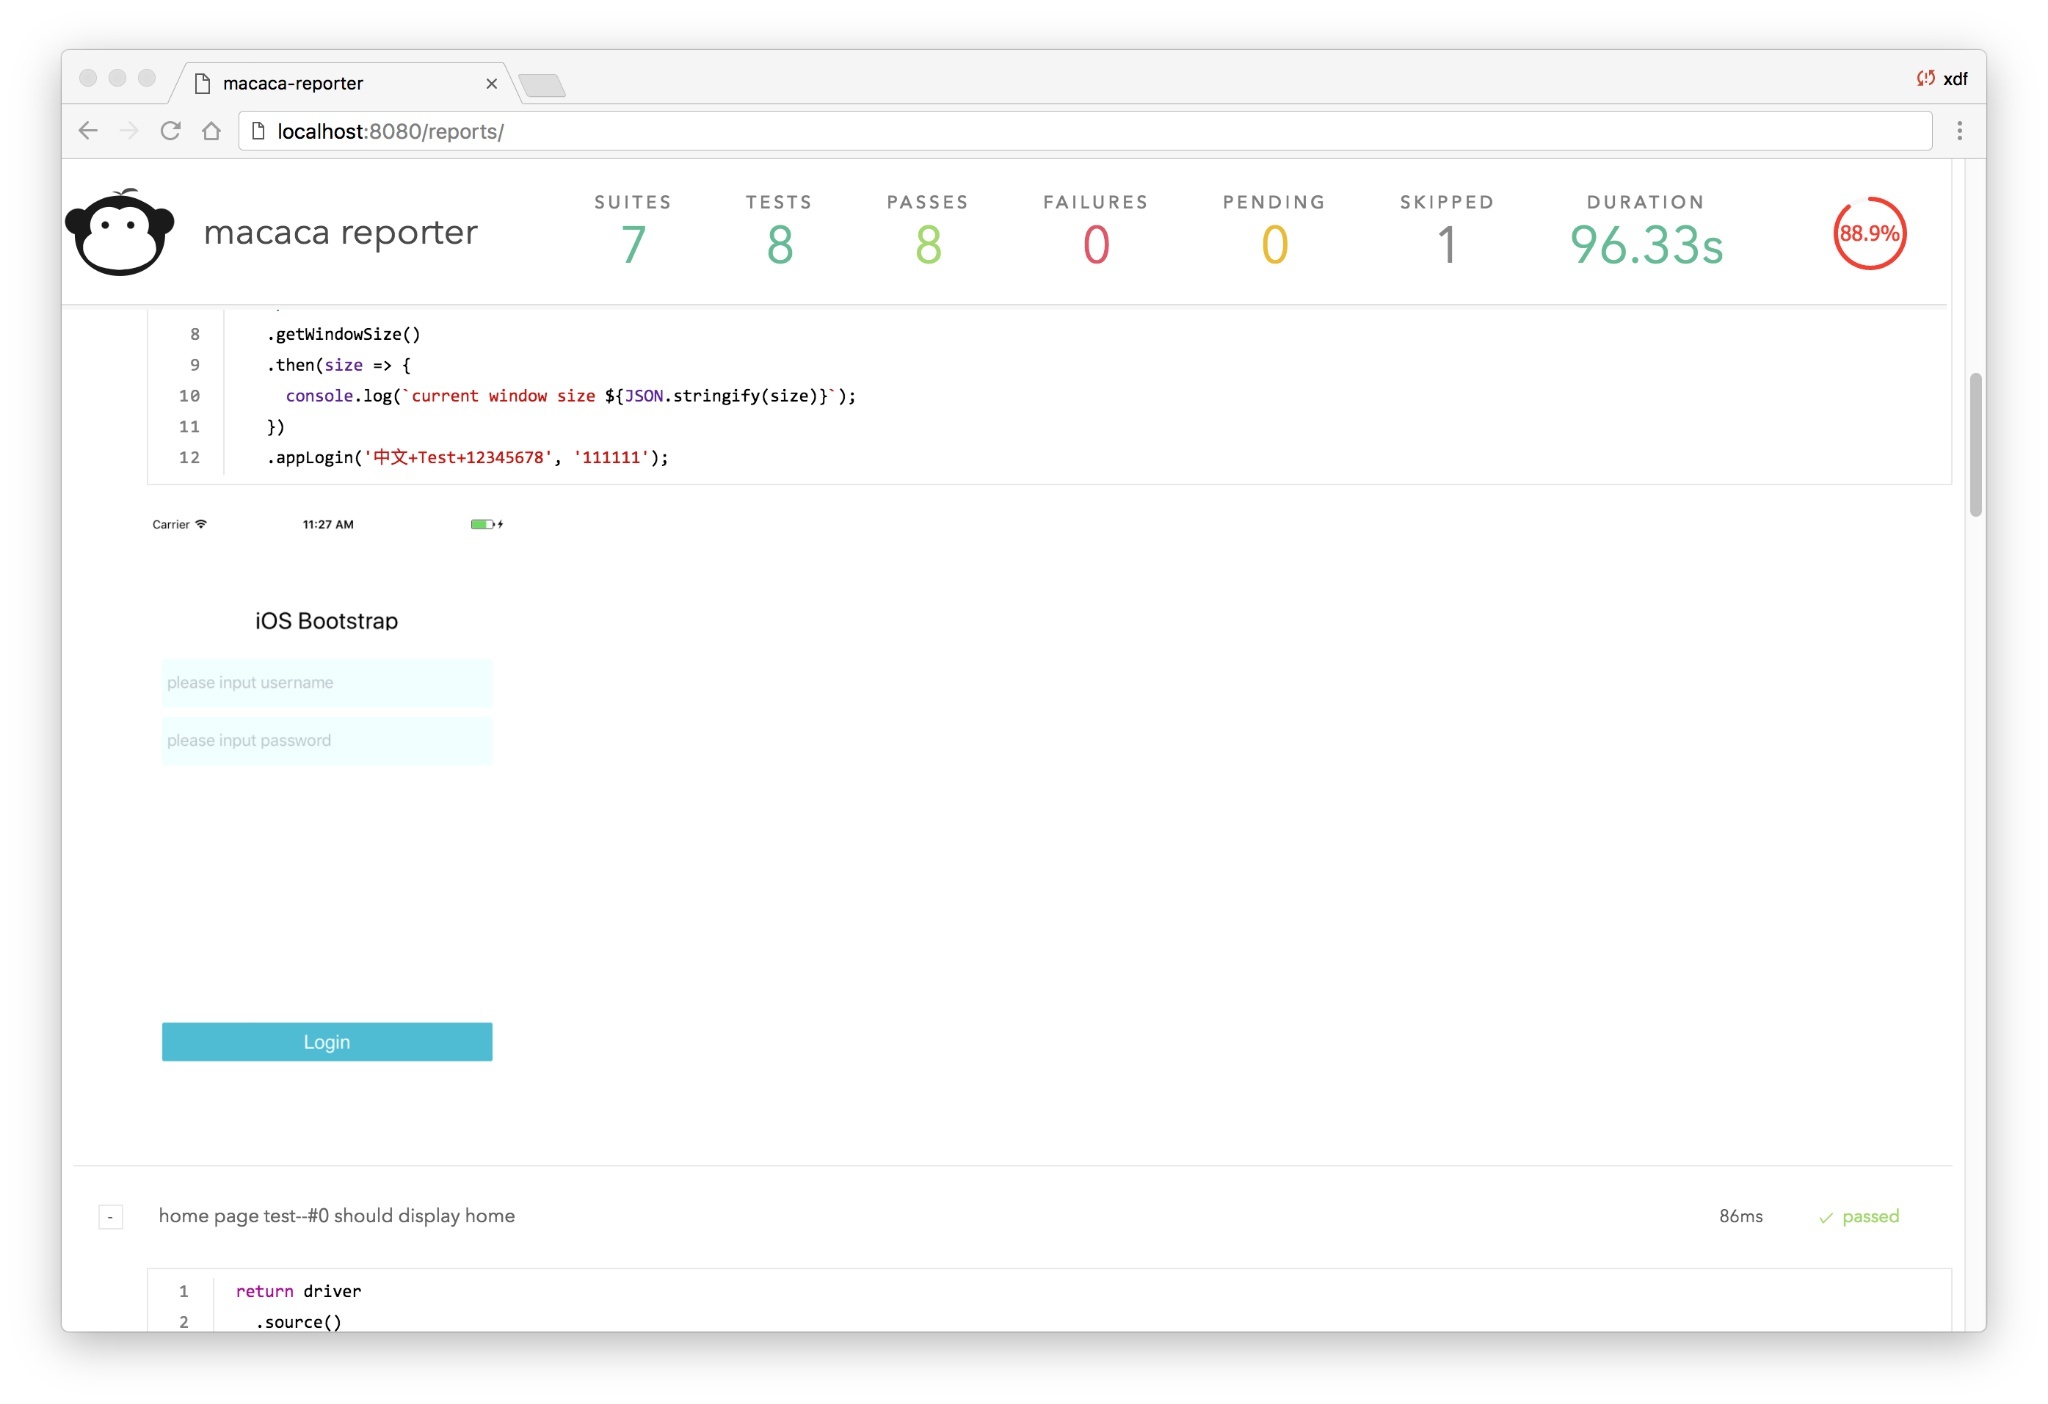 macaca-reporter
xdf
localhost:8080/reports/
macaca reporter
SUITES
7
TESTS
8
PASSES
8
FAILURES
0
PENDING
0
SKIPPED
1
DURATION
96.33s
88.9%
8 .getWindowSize()
9 .then(size => {
10 console.log(`current window size ${JSON.stringify(size)}`);
11 })
12 .appLogin('中文+Test+12345678', '111111');
Carrier 11:27 AM
iOS Bootstrap
please input username
please input password
Login
- home page test--#0 should display home 86ms ✓ passed
1 return driver
2 .source()